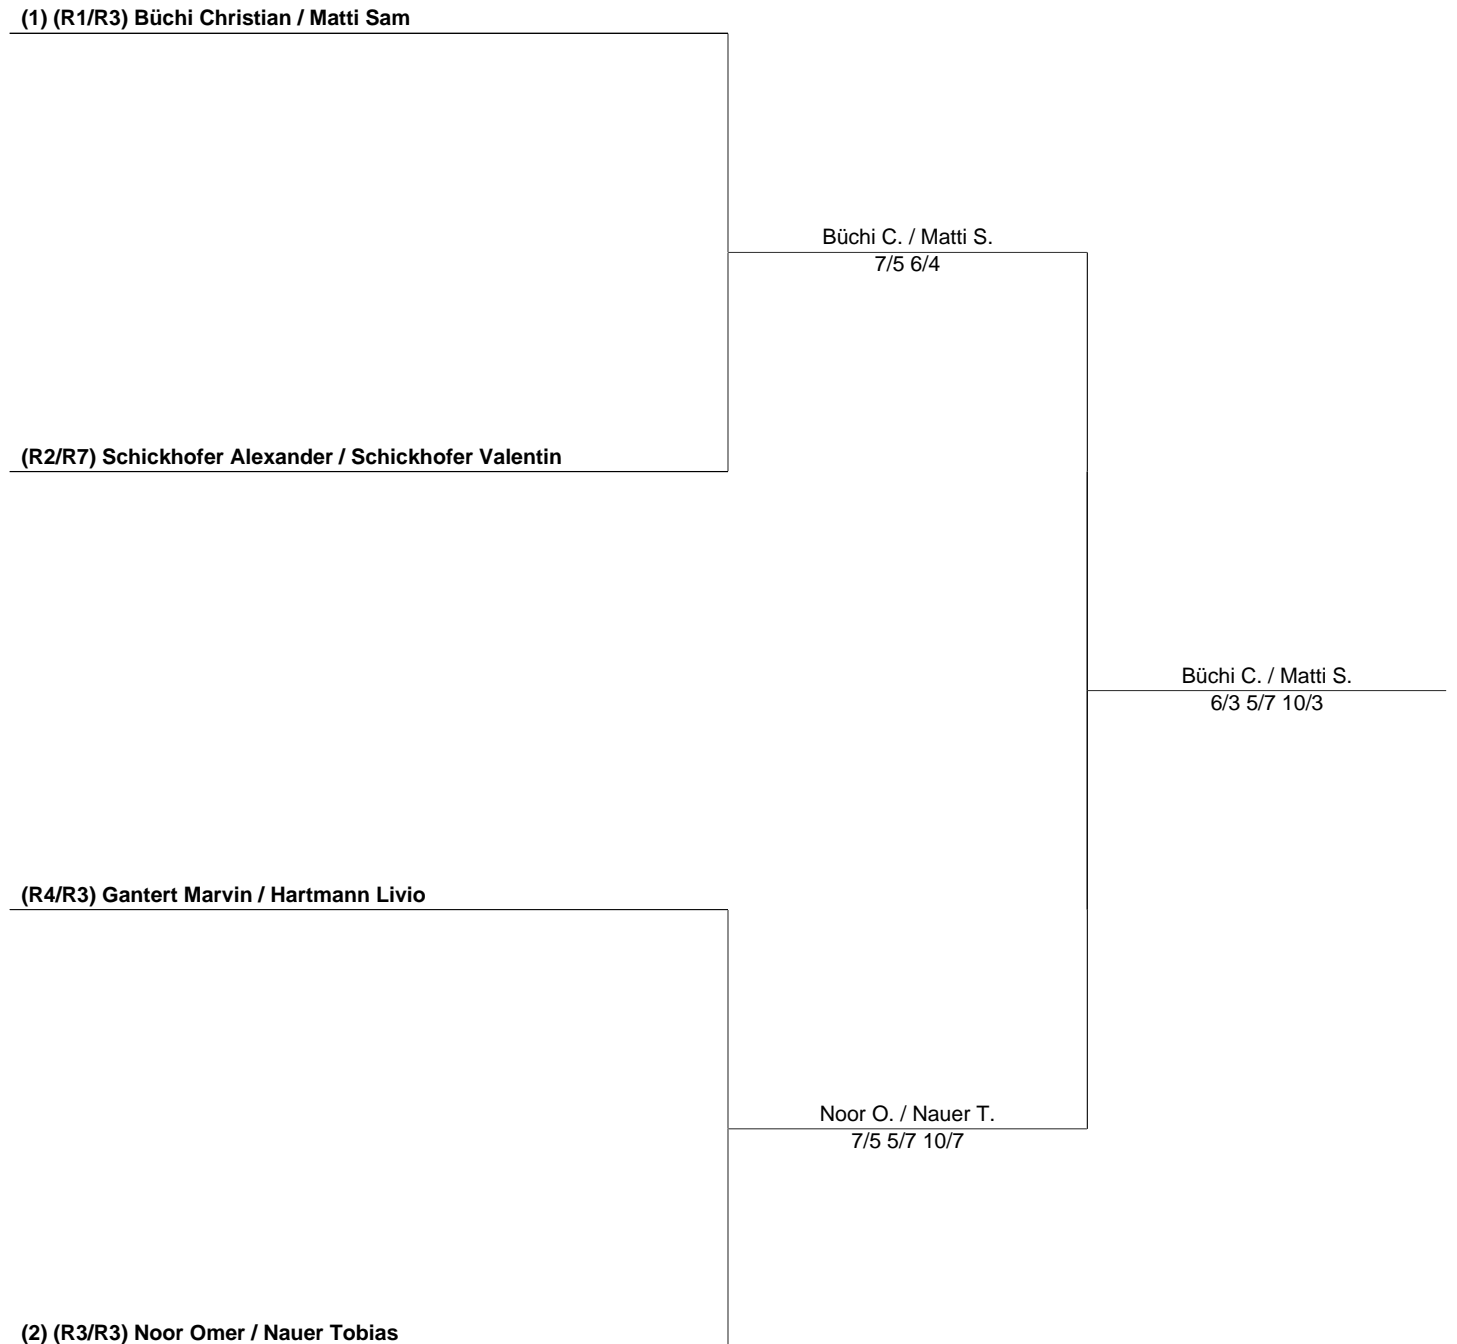 (1) (R1/R3) Büchi Christian / Matti Sam
Büchi C. / Matti S.
7/5 6/4
(R2/R7) Schickhofer Alexander / Schickhofer Valentin
Büchi C. / Matti S.
6/3 5/7 10/3
(R4/R3) Gantert Marvin / Hartmann Livio
Noor O. / Nauer T.
7/5 5/7 10/7
(2) (R3/R3) Noor Omer / Nauer Tobias